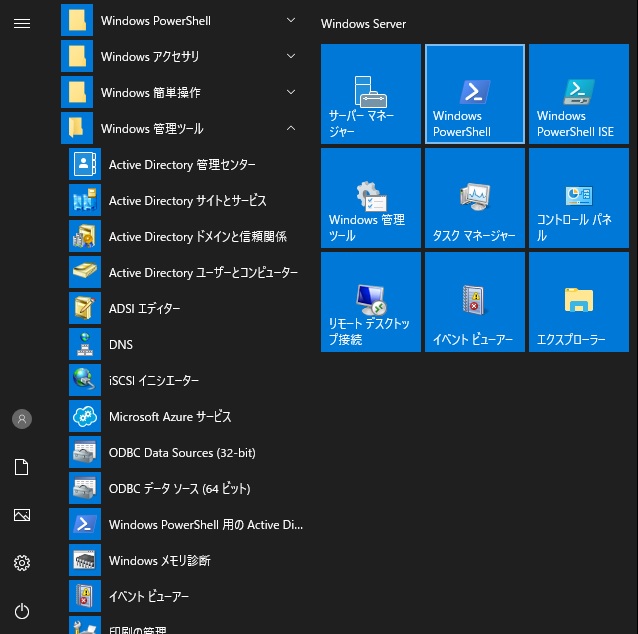 Windows PowerShell
Windows アクセサリ
Windows 簡単操作
Windows 管理ツール
Active Directory 管理センター
Active Directory サイトとサービス
Active Directory ドメインと信頼関係
Active Directory ユーザーとコンピューター
ADSI エディター
DNS
iSCSI イニシエーター
Microsoft Azure サービス
ODBC Data Sources (32-bit)
ODBC データ ソース (64 ビット)
Windows PowerShell 用の Active Di...
Windows メモリ診断
イベント ビューアー
印刷の管理
Windows Server
サーバー マネー
ジャー
Windows
PowerShell
Windows
PowerShell ISE
Windows 管理
ツール
タスク マネージャー
コントロール パネ
ル
リモート デスクトッ
プ接続
イベント ビューアー
エクスプローラー